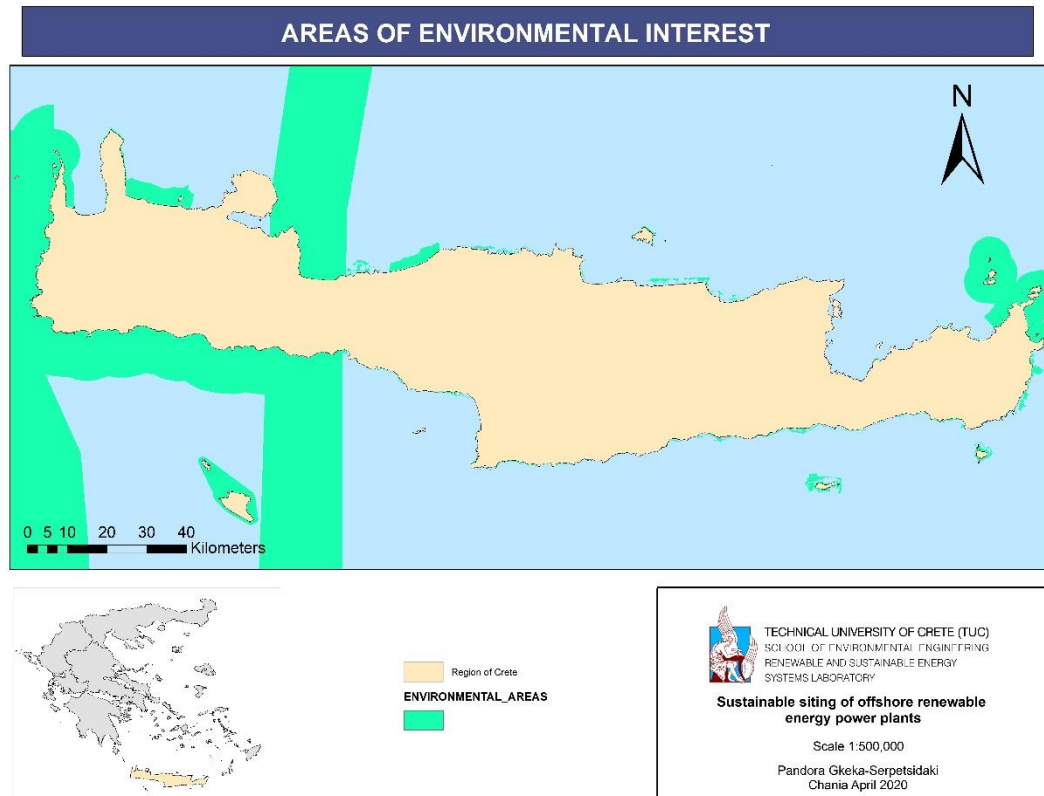 AREAS OF ENVIRONMENTAL INTEREST
N
0 5 10 20 30 40
Kilometers
Region of Crete
ENVIRONMENTAL_AREAS
TECHNICAL UNIVERSITY OF CRETE (TUC)
SCHOOL OF ENVIRONMENTAL ENGINEERING
RENEWABLE AND SUSTAINABLE ENERGY
SYSTEMS LABORATORY
Sustainable siting of offshore renewable
energy power plants
Scale 1:500,000
Pandora Gkeka-Serpetsidaki
Chania April 2020